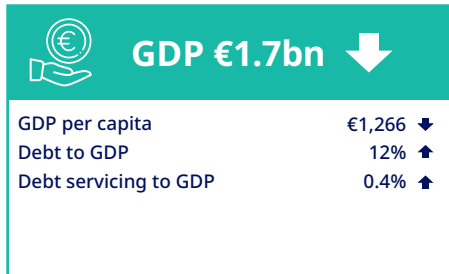 GDP €1.7bn
GDP per capita €1,266
Debt to GDP 12%
Debt servicing to GDP 0.4%